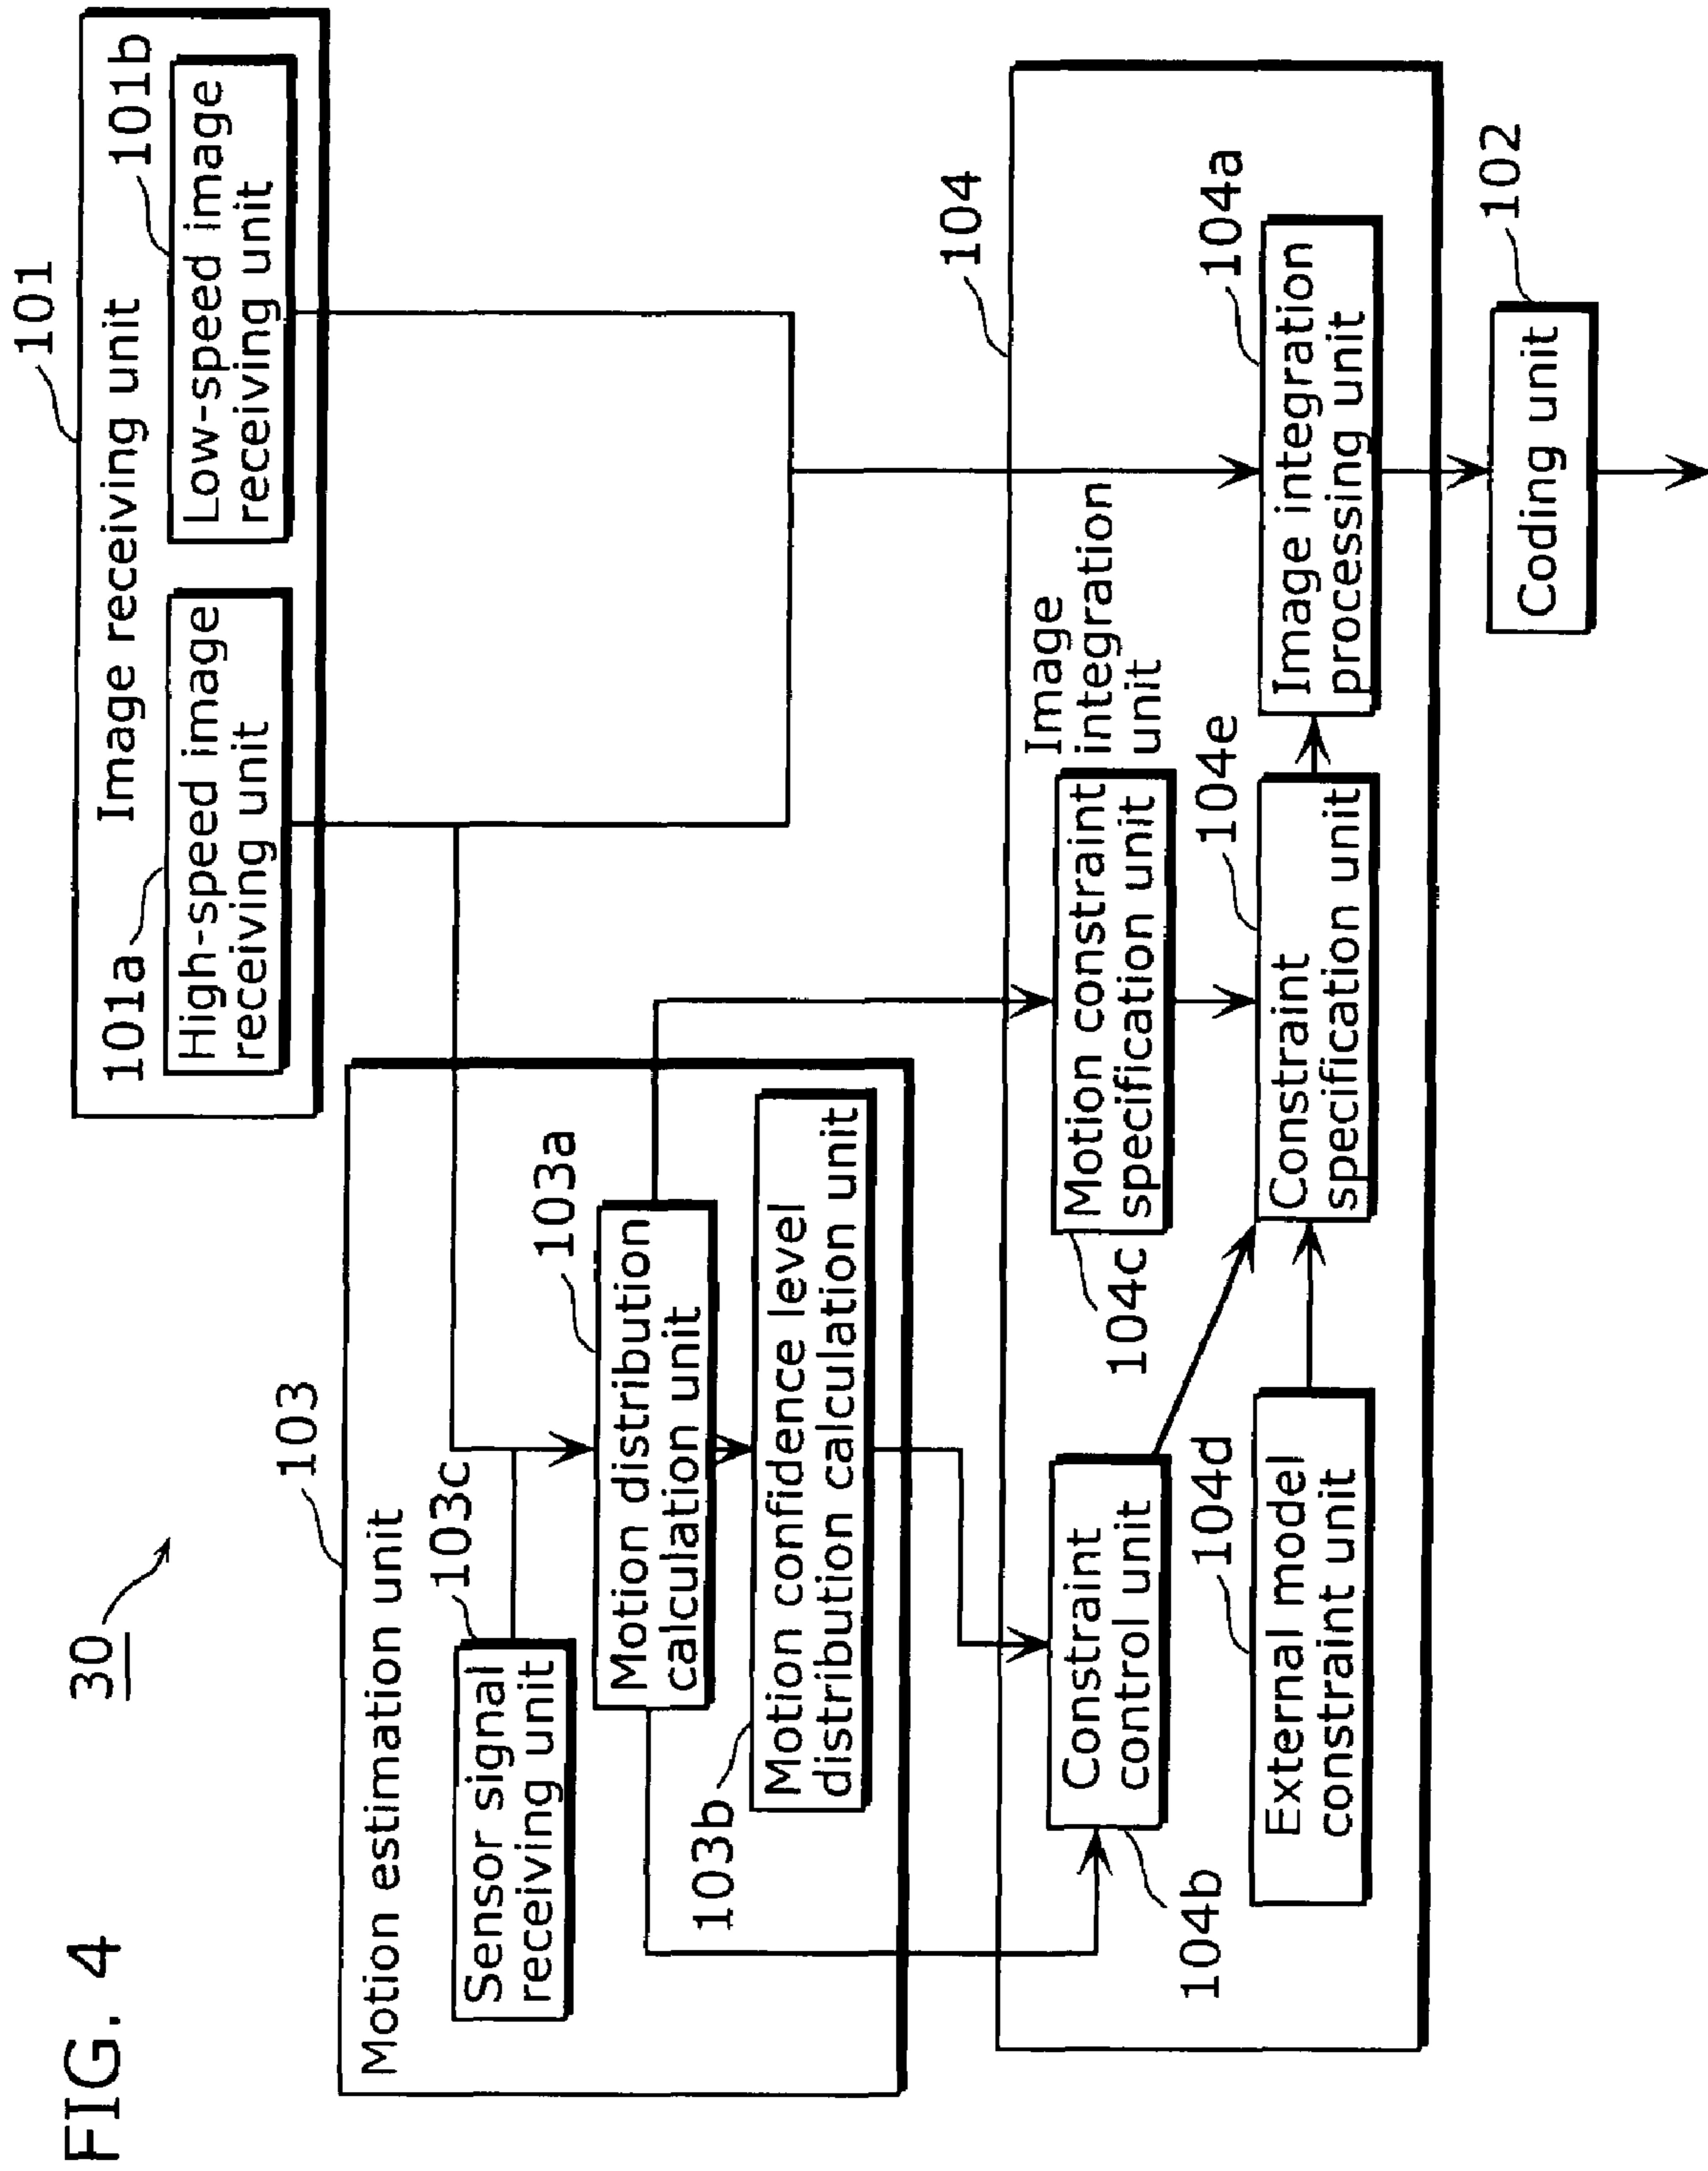 FIG. 4
30
101
Image receiving unit
101a
High-speed image
receiving unit
101b
Low-speed image
receiving unit
103
Motion estimation unit
103c
Sensor signal
receiving unit
103a
Motion distribution
calculation unit
103b
Motion confidence level
distribution calculation unit
104
Image
integration
unit
104b
Constraint
control unit
104c
Motion constraint
specification unit
104d
External model
constraint unit
104e
Constraint
specification unit
104a
Image integration
processing unit
102
Coding unit